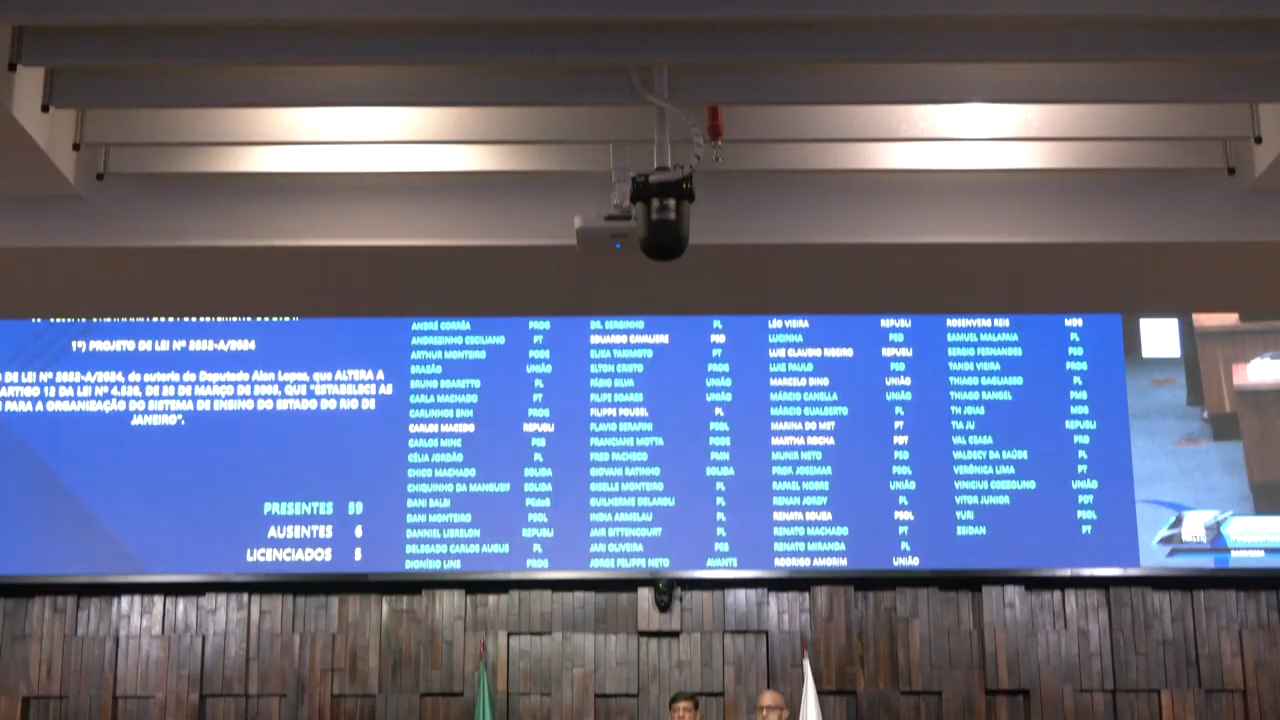 1º) PROJETO DE LEI Nº 2052-A/2024
DE LEI Nº 2052-A/2024, de autoria do Deputado Alan Lopes, que ALTERA A
ARTIGO 12 DA LEI Nº 4.528, DE 28 DE MARÇO DE 2005, QUE "ESTABELECE AS
PARA A ORGANIZAÇÃO DO SISTEMA DE ENSINO DO ESTADO DO RIO DE
JANEIRO".
PRESENTES 59
AUSENTES 6
LICENCIADOS 5
ANDRÉ CORRÊA PROG
ANDREZINHO CECILIANO PT
ARTHUR MONTEIRO PODE
BRAZÃO UNIÃO
BRUNO BOARETTO PL
CARLA MACHADO PT
CARLINHOS BNH PROG
CARLOS MACEDO REPUBLI
CARLOS MINC PSB
CÉLIA JORDÃO PL
CHICO MACHADO SOLIDA
CHIQUINHO DA MANGUEIR SOLIDA
DANI BALBI PCdoB
DANI MONTEIRO PSOL
DANNIEL LIBRELON REPUBLI
DELEGADO CARLOS AUGUS PL
DIONÍSIO LINS PROG
DR. SERGINHO PL
EDUARDO CAVALIERE PSD
ELIKA TAKIMOTO PT
ELTON CRISTO PROG
FÁBIO SILVA UNIÃO
FILIPE SOARES UNIÃO
FILIPPE POUBEL PL
FLAVIO SERAFINI PSOL
FRANCIANE MOTTA PODE
FRED PACHECO PMN
GIOVANI RATINHO SOLIDA
GISELLE MONTEIRO PL
GUILHERME DELAROLI PL
INDIA ARMELAU PL
JAIR BITTENCOURT PL
JARI OLIVEIRA PSB
JORGE FELIPPE NETO AVANTE
LÉO VIEIRA REPUBLI
LUCINHA PSD
LUIZ CLAUDIO RIBEIRO REPUBLI
LUIZ PAULO PSD
MARCELO DINO UNIÃO
MÁRCIO CANELLA UNIÃO
MÁRCIO GUALBERTO PL
MARINA DO MST PT
MARTHA ROCHA PDT
MUNIR NETO PSD
PROF. JOSEMAR PSOL
RAFAEL NOBRE UNIÃO
RENAN JORDY PL
RENATA SOUZA PSOL
RENATO MACHADO PT
RENATO MIRANDA PL
RODRIGO AMORIM UNIÃO
ROSENVERG REIS MDB
SAMUEL MALAFAIA PL
SERGIO FERNANDES PSD
TANDE VIEIRA PROG
THIAGO GAGLIASSO PL
THIAGO RANGEL PMB
TH JOIAS MDB
TIA JU REPUBLI
VAL CEASA PRD
VALDECY DA SAÚDE PL
VERÔNICA LIMA PT
VINICIUS COZZOLINO UNIÃO
VITOR JUNIOR PDT
YURI PSOL
ZEIDAN PT